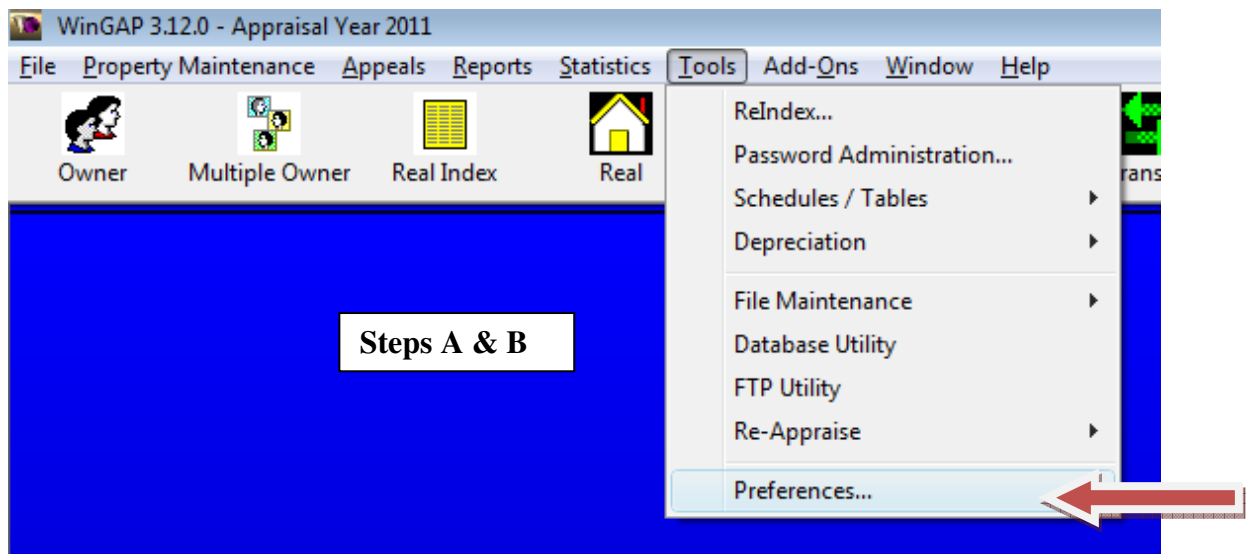 WinGAP 3.12.0 - Appraisal Year 2011
File Property Maintenance Appeals Reports Statistics Tools Add-Ons Window Help
Owner Multiple Owner Real Index Real rans
ReIndex...
Password Administration...
Schedules / Tables
Depreciation
File Maintenance
Database Utility
FTP Utility
Re-Appraise
Preferences...
Steps A & B